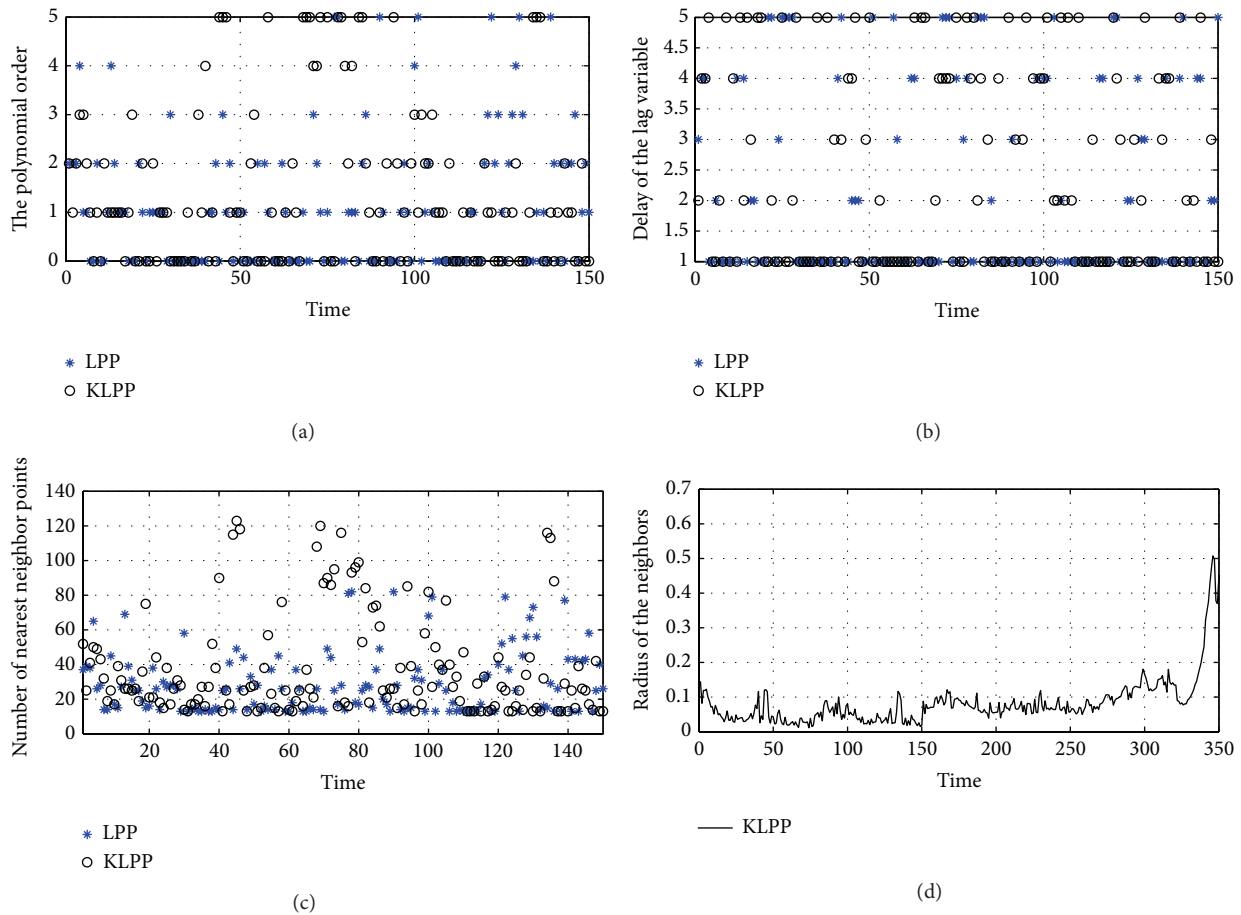 The polynomial order
5
4
3
2
1
0
0 50 100 150
Time
LPP
KLPP
(a)
Delay of the lag variable
5
4.5
4
3.5
3
2.5
2
1.5
1
0 50 100 150
Time
LPP
KLPP
(b)
Number of nearest neighbor points
140
120
100
80
60
40
20
0
20 40 60 80 100 120 140
Time
LPP
KLPP
(c)
Radius of the neighbors
0.7
0.6
0.5
0.4
0.3
0.2
0.1
0
0 50 100 150 200 250 300 350
Time
KLPP
(d)